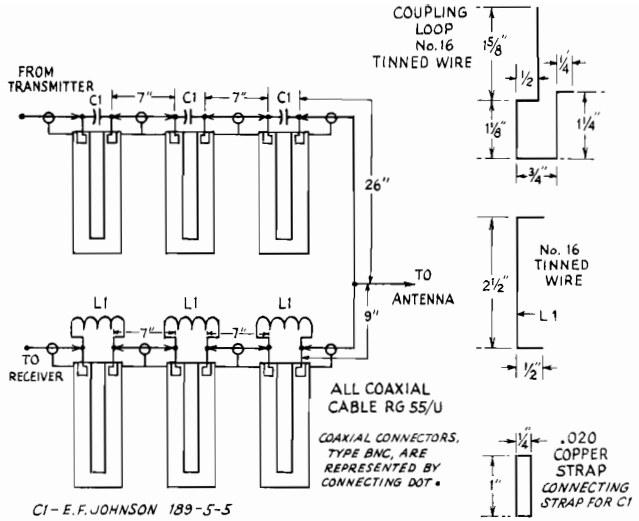 COUPLING
LOOP
No.16
TINNED WIRE
1 5/8"
1/2
1/4"
1 1/8"
1 1/4"
3/4"
FROM
TRANSMITTER
C1
7"
C1
7"
C1
26"
TO
ANTENNA
9"
L1
7"
L1
7"
L1
TO
RECEIVER
No. 16
TINNED
WIRE
2 1/2"
L1
1/2"
ALL COAXIAL
CABLE RG 55/U
COAXIAL CONNECTORS,
TYPE BNC, ARE
REPRESENTED BY
CONNECTING DOT •
1/4"
1"
.020
COPPER
STRAP
CONNECTING
STRAP FOR C1
C1 - E.F. JOHNSON 189-5-5